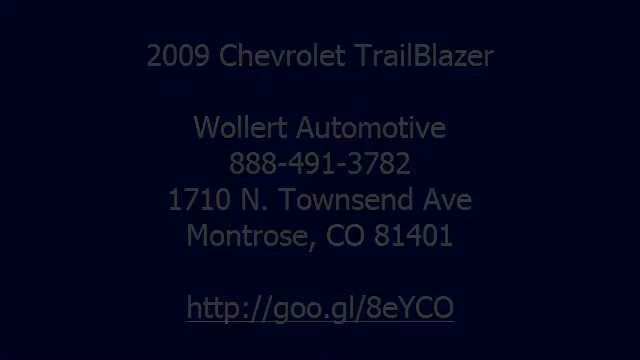 2009 Chevrolet TrailBlazer
Wollert Automotive
888-491-3782
1710 N. Townsend Ave
Montrose, CO 81401
http://goo.gl/8eYCO